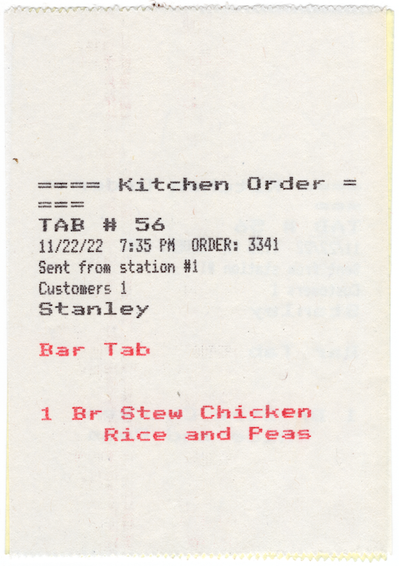 ==== Kitchen Order =
===
TAB # 56
11/22/22 7:35 PM ORDER: 3341
Sent from station #1
Customers 1
Stanley
Bar Tab
1 Br Stew Chicken
Rice and Peas